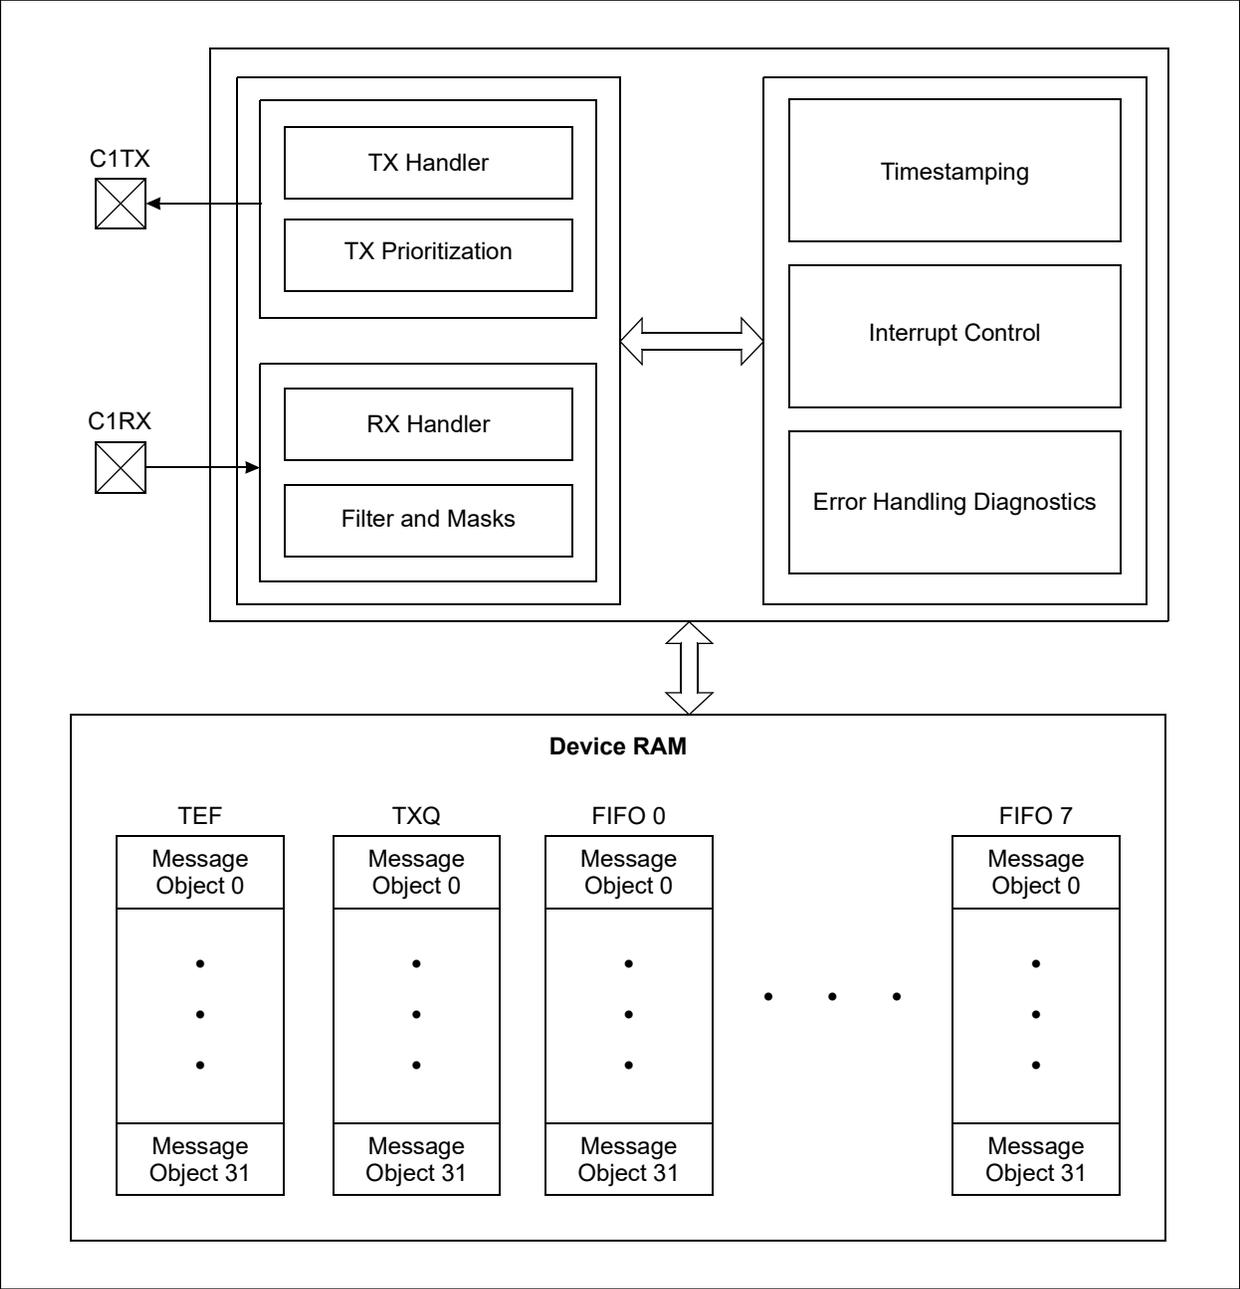 C1TX
TX Handler
TX Prioritization
C1RX
RX Handler
Filter and Masks
Timestamping
Interrupt Control
Error Handling Diagnostics
Device RAM
TEF
Message
Object 0
Message
Object 31
TXQ
Message
Object 0
Message
Object 31
FIFO 0
Message
Object 0
Message
Object 31
FIFO 7
Message
Object 0
Message
Object 31